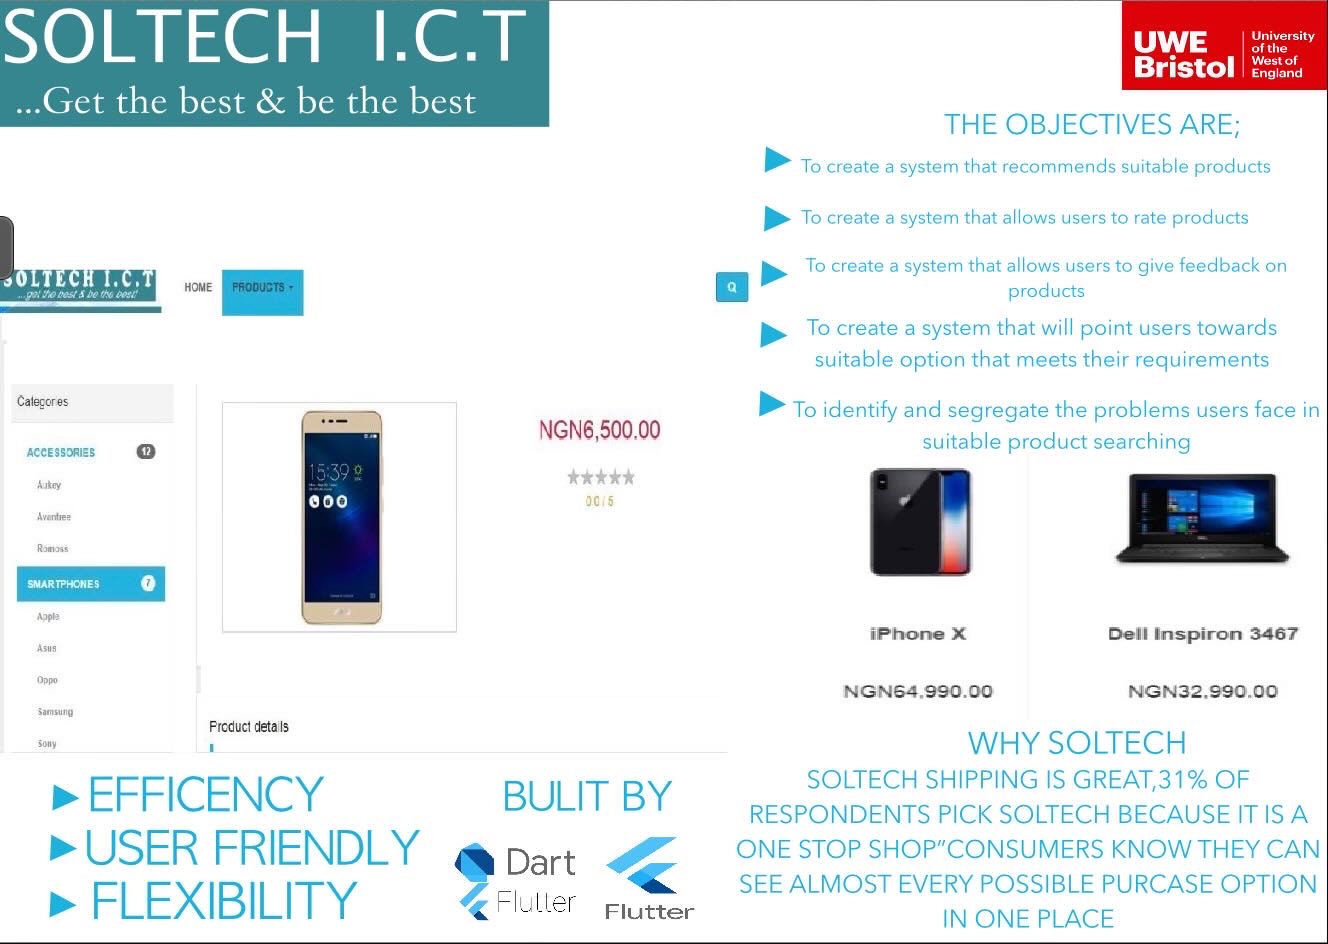 SOLTECH I.C.T
...Get the best & be the best
UWE
Bristol
University
of the
West of
England
THE OBJECTIVES ARE;
To create a system that recommends suitable products
To create a system that allows users to rate products
To create a system that allows users to give feedback on
products
To create a system that will point users towards
suitable option that meets their requirements
To identify and segregate the problems users face in
suitable product searching
SOLTECH I.C.T
...get the best & be the best!
HOME
PRODUCTS
Categories
ACCESSORIES 12
Aukey
Avantree
Romoss
SMARTPHONES 7
Apple
Asus
Oppo
Samsung
Sony
15:39
NGN6,500.00
0.0 / 5
Product details
iPhone X
NGN64,990.00
Dell Inspiron 3467
NGN32,990.00
EFFICENCY
USER FRIENDLY
FLEXIBILITY
BULIT BY
Dart
Flutter
Flutter
WHY SOLTECH
SOLTECH SHIPPING IS GREAT,31% OF
RESPONDENTS PICK SOLTECH BECAUSE IT IS A
ONE STOP SHOP”CONSUMERS KNOW THEY CAN
SEE ALMOST EVERY POSSIBLE PURCASE OPTION
IN ONE PLACE